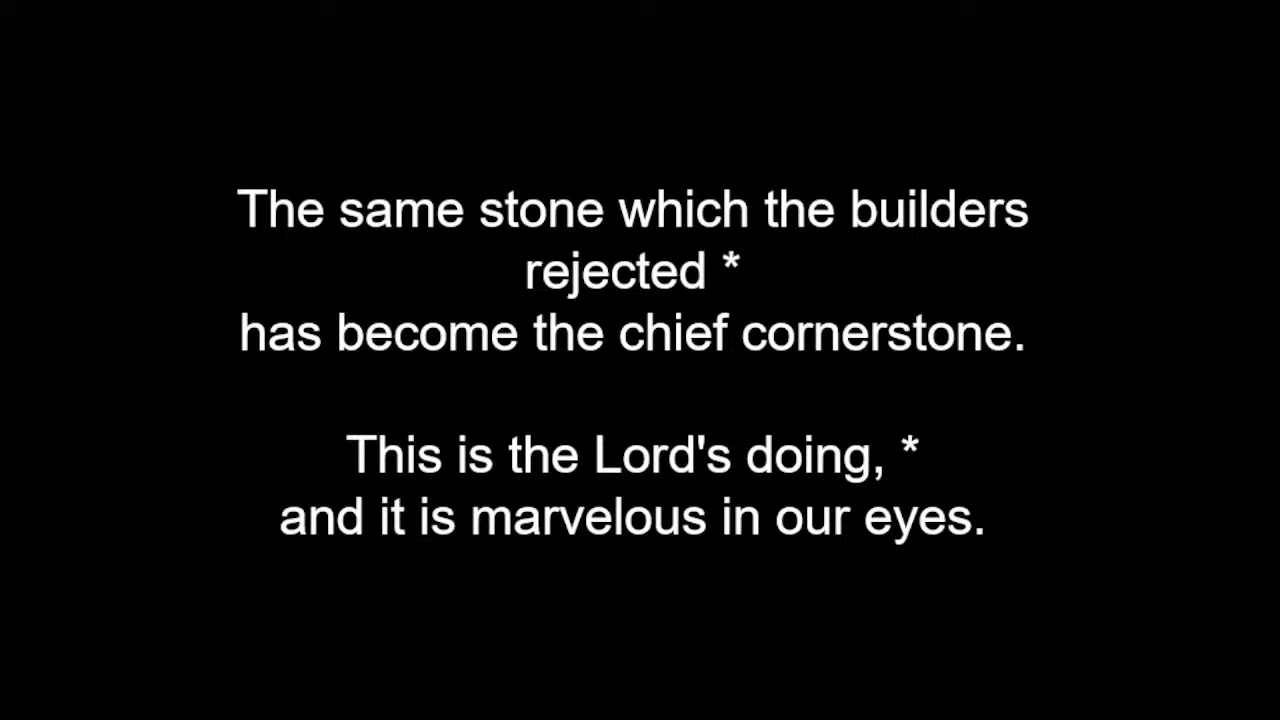 The same stone which the builders
rejected *
has become the chief cornerstone.
This is the Lord's doing, *
and it is marvelous in our eyes.